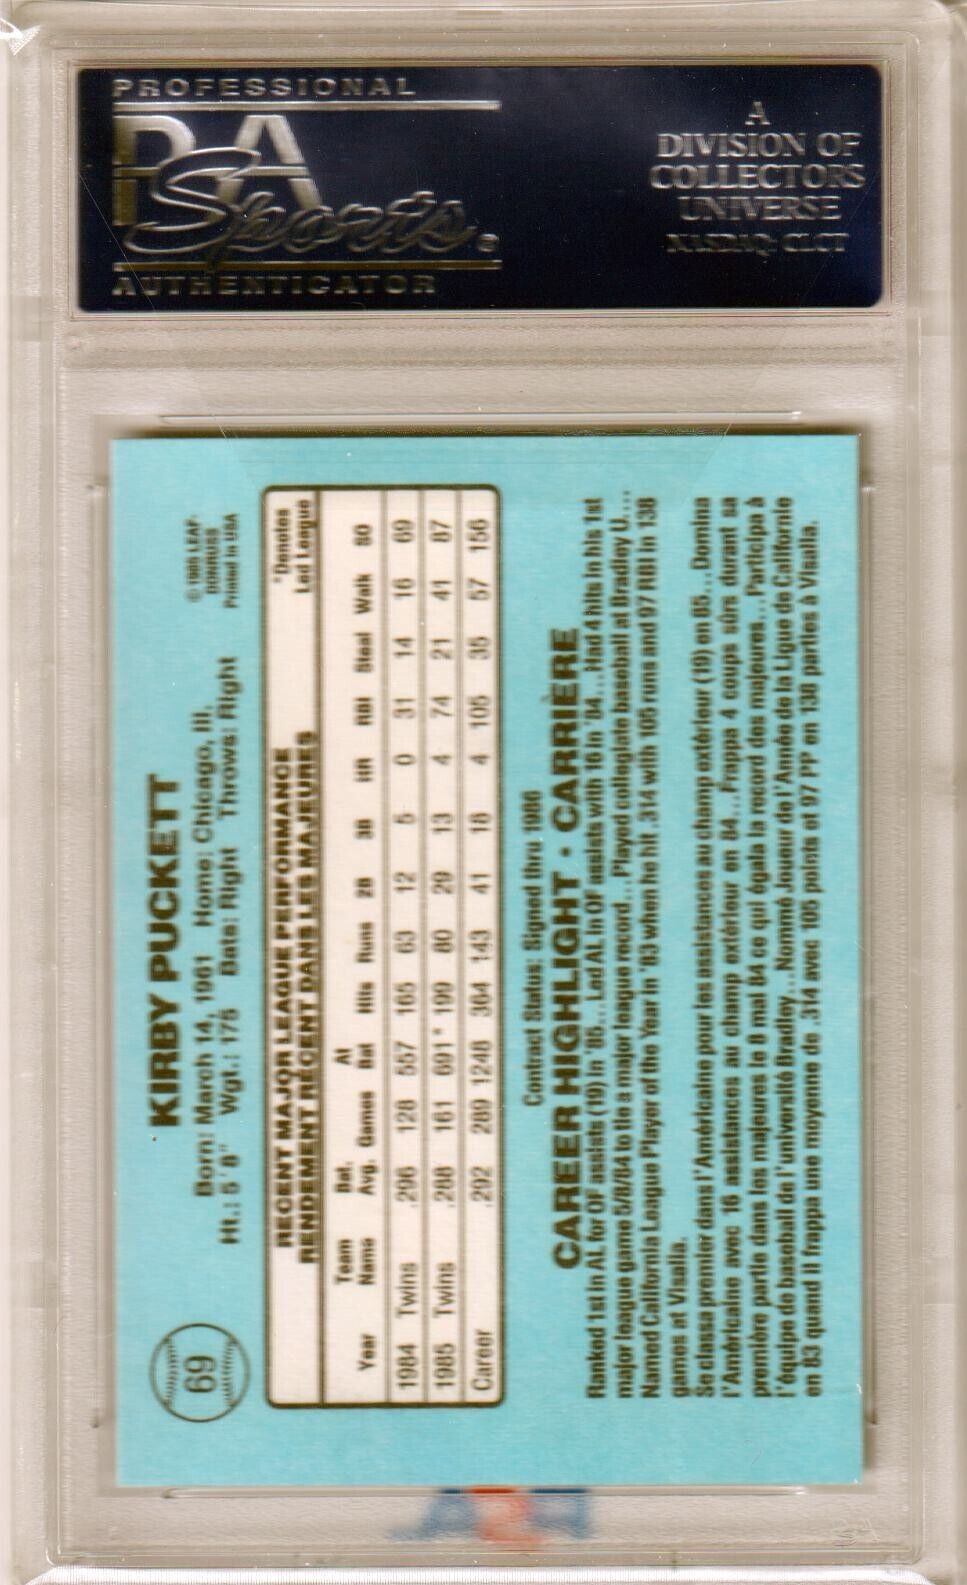 PROFESSIONAL
PSA
Sports®
AUTHENTICATOR
A
DIVISION OF
COLLECTORS
UNIVERSE
NASDAQ: CLCT
69
KIRBY PUCKETT
Born: March 14, 1961 Home: Chicago, Ill.
Ht.: 5'8" Wgt.: 175 Bats: Right Throws: Right
LEAF-
DONRUSS
Printed in USA
RECENT MAJOR LEAGUE PERFORMANCE
RENDEMENT RÉCENT DANS LES MAJEURES
*Denotes
Led League
Year Team Name Bat. Avg. Games At Bat Hits Runs 2B 3B HR RBI Steal Walk SO
1984 Twins .296 128 557 165 63 12 5 0 31 14 16 69
1985 Twins .288 161 691* 199 80 29 13 4 74 21 41 87
Career .292 289 1248 364 143 41 18 4 105 35 57 156
Contract Status: Signed thru 1986
CAREER HIGHLIGHT • CARRIÈRE
Ranked 1st in AL for OF assists (19) in '85... Led AL in OF assists with 16 in '84... Had 4 hits in his 1st
major league game 5/8/84 to tie a major league record... Played collegiate baseball at Bradley U....
Named California League Player of the Year in '83 when he hit .314 with 105 runs and 97 RBI in 138
games at Visalia.
Se classa premier dans l'Américaine pour les assistances au champ extérieur (19) en 85... Domina
l'Américaine avec 16 assistances au champ extérieur en 84... Frappa 4 coups sûrs durant sa
première partie dans les majeures le 8 mai 84 ce qui égala le record des majeures... Participa à
l'équipe de baseball de l'université Bradley... Nommé Joueur de l'Année de la Ligue de Californie
en 83 quand il frappa une moyenne de .314 avec 105 points et 97 PP en 138 parties à Visalia.